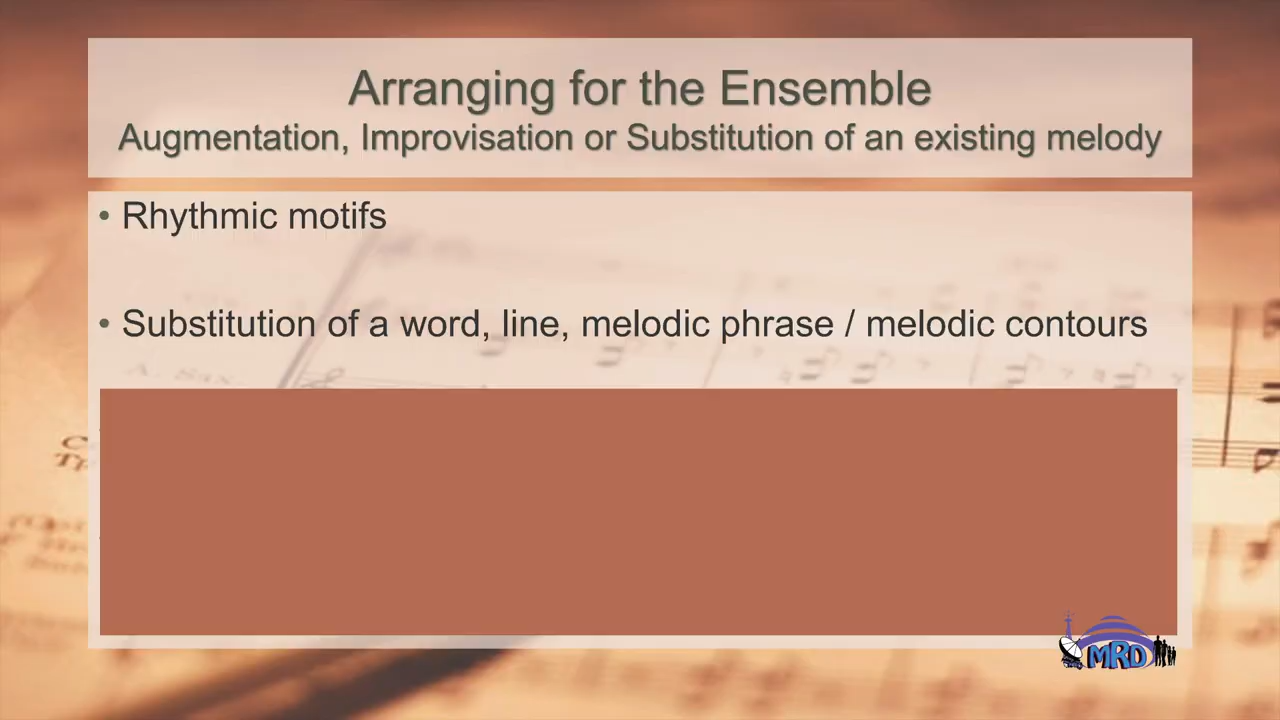 Arranging for the Ensemble
Augmentation, Improvisation or Substitution of an existing melody
• Rhythmic motifs
• Substitution of a word, line, melodic phrase / melodic contours
A. Sax.
MRD